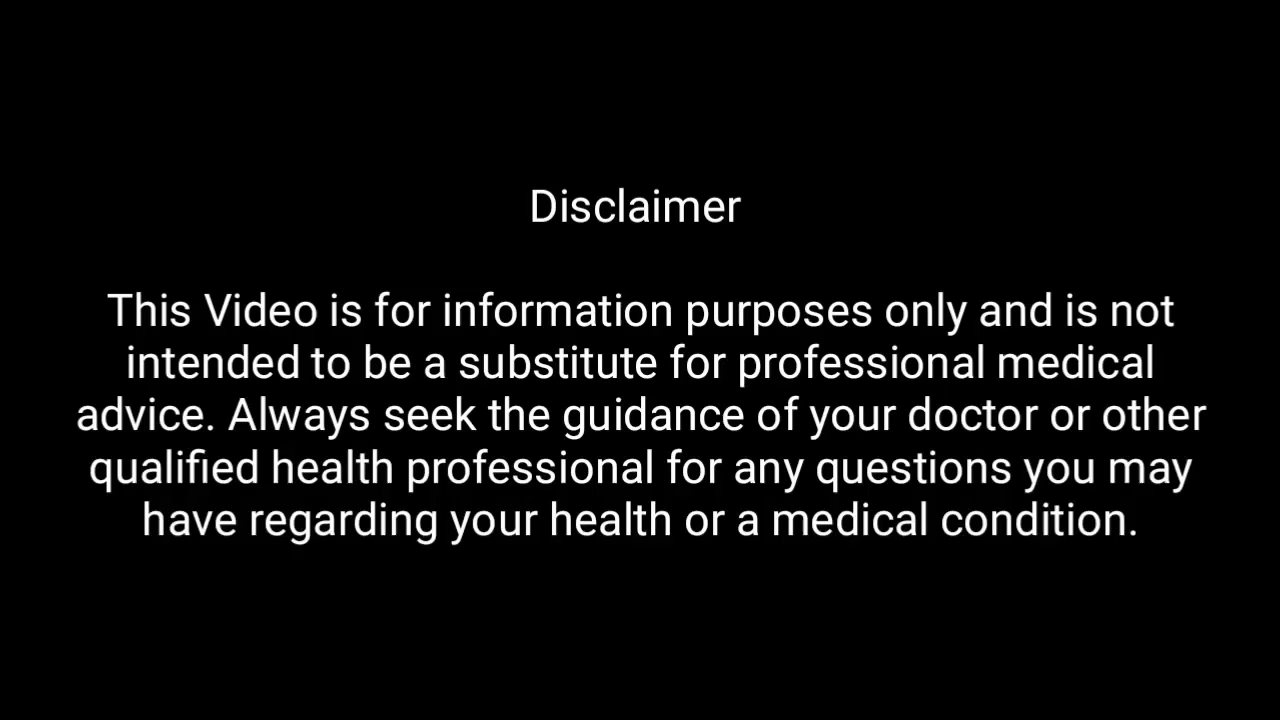 Disclaimer
This Video is for information purposes only and is not
intended to be a substitute for professional medical
advice. Always seek the guidance of your doctor or other
qualified health professional for any questions you may
have regarding your health or a medical condition.